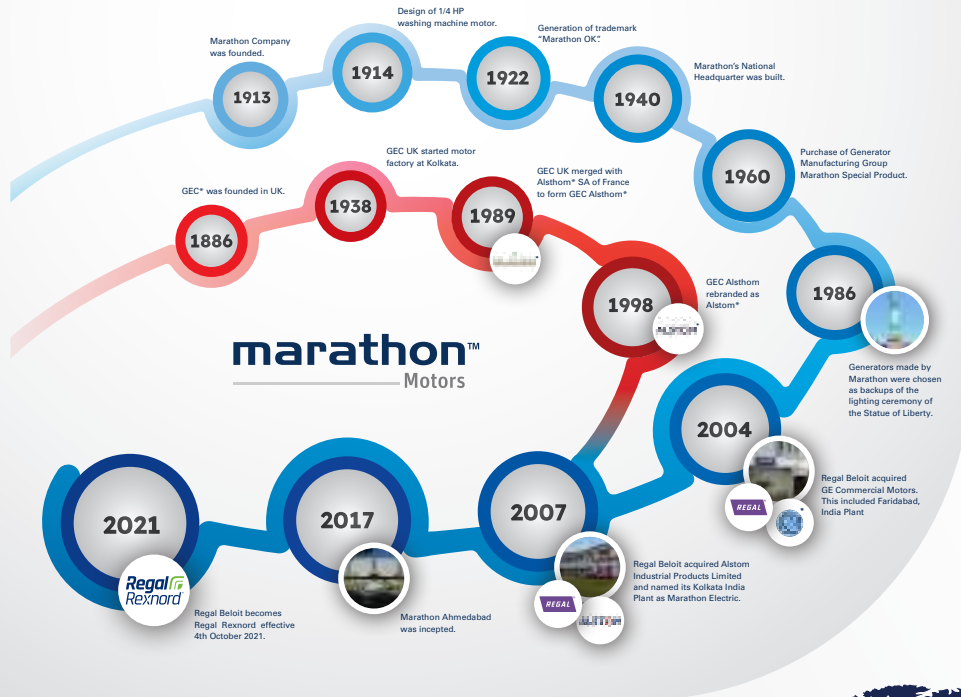 Marathon Company
was founded.
1913
Design of 1/4 HP
washing machine motor.
1914
Generation of trademark
“Marathon OK”.
1922
Marathon’s National
Headquarter was built.
1940
Purchase of Generator
Manufacturing Group
Marathon Special Product.
1960
GEC* was founded in UK.
1886
GEC UK started motor
factory at Kolkata.
1938
GEC UK merged with
Alsthom* SA of France
to form GEC Alsthom*
1989
GEC Alsthom
rebranded as
Alstom*
1998
1986
Generators made by
Marathon were chosen
as backups of the
lighting ceremony of
the Statue of Liberty.
marathon™
Motors
2004
Regal Beloit acquired
GE Commercial Motors.
This included Faridabad,
India Plant
REGAL
2007
Regal Beloit acquired Alstom
Industrial Products Limited
and named its Kolkata India
Plant as Marathon Electric.
REGAL
2017
Marathon Ahmedabad
was incepted.
2021
Regal
Rexnord
Regal Beloit becomes
Regal Rexnord effective
4th October 2021.